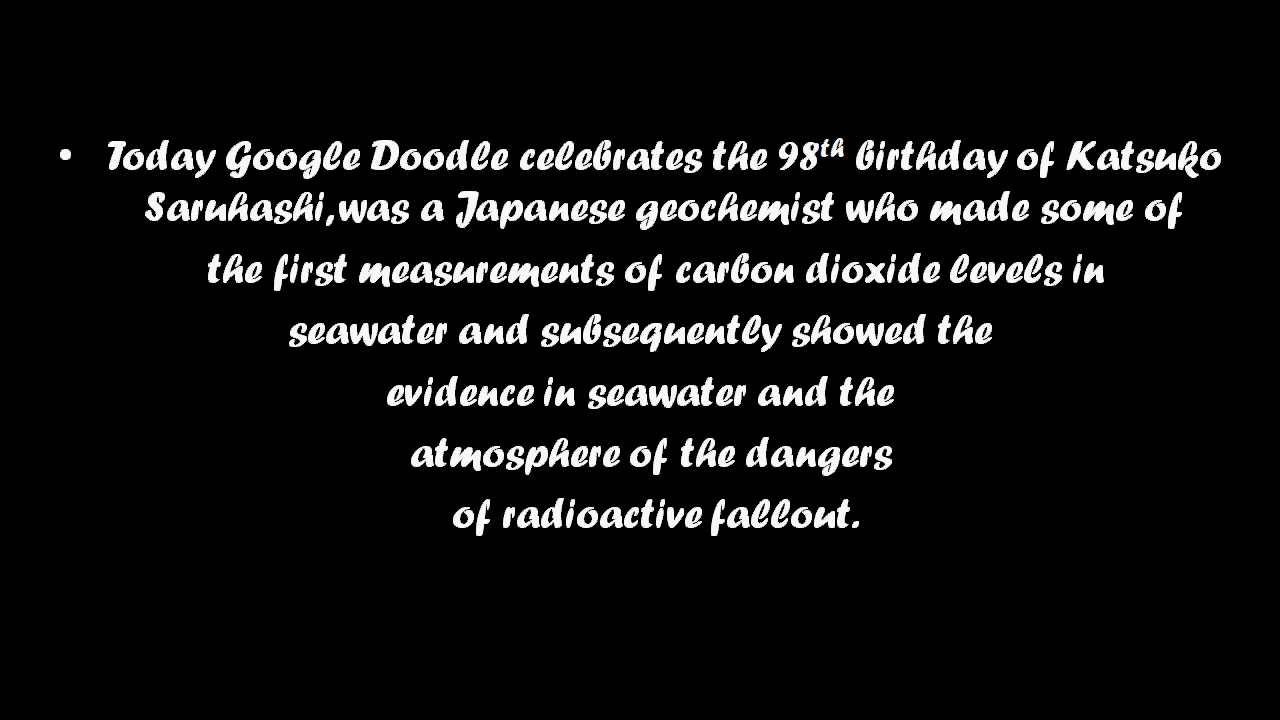 • Today Google Doodle celebrates the 98th birthday of Katsuko
Saruhashi,was a Japanese geochemist who made some of
the first measurements of carbon dioxide levels in
seawater and subsequently showed the
evidence in seawater and the
atmosphere of the dangers
of radioactive fallout.